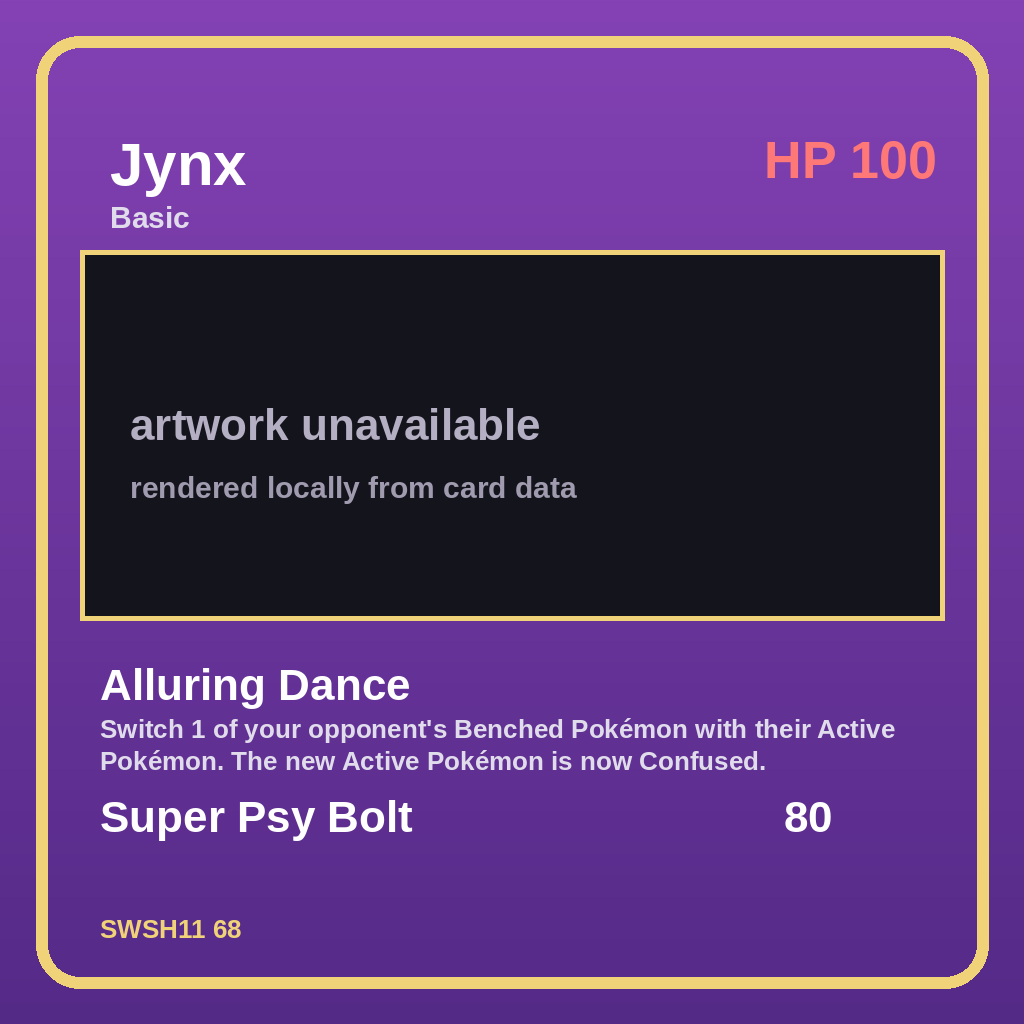 Jynx
HP 100
Basic
artwork unavailable
rendered locally from card data
Alluring Dance
Switch 1 of your opponent's Benched Pokémon with their Active
Pokémon. The new Active Pokémon is now Confused.
Super Psy Bolt 80
SWSH11 68